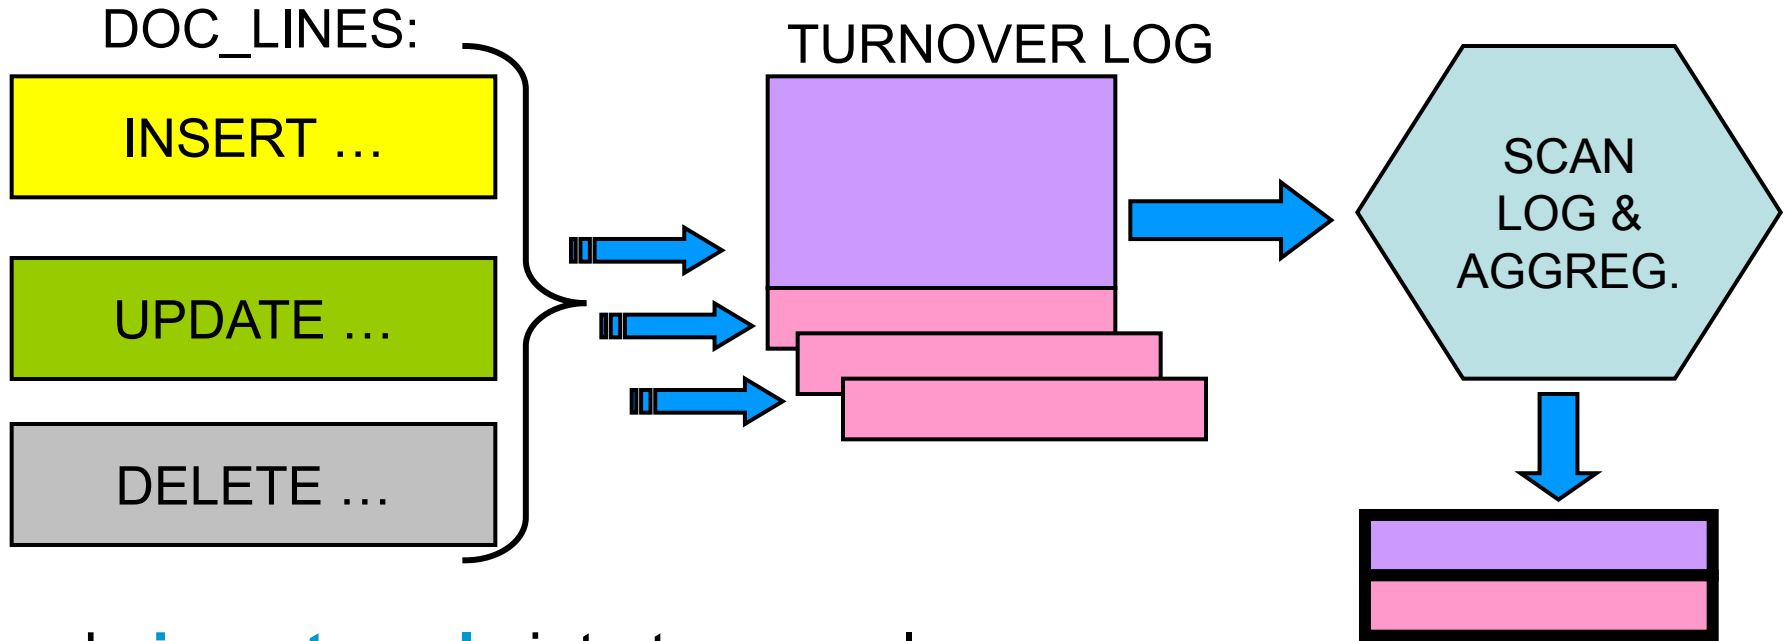 DOC_LINES:
INSERT …
UPDATE …
DELETE …
TURNOVER LOG
SCAN
LOG &
AGGREG.